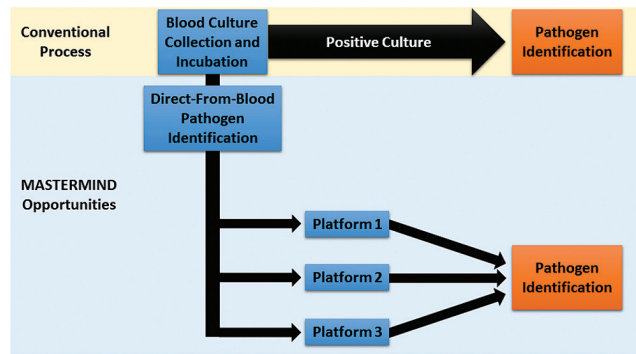 Conventional
Process
Blood Culture
Collection and
Incubation
Positive Culture
Pathogen
Identification
Direct-From-Blood
Pathogen
Identification
MASTERMIND
Opportunities
Platform 1
Platform 2
Platform 3
Pathogen
Identification